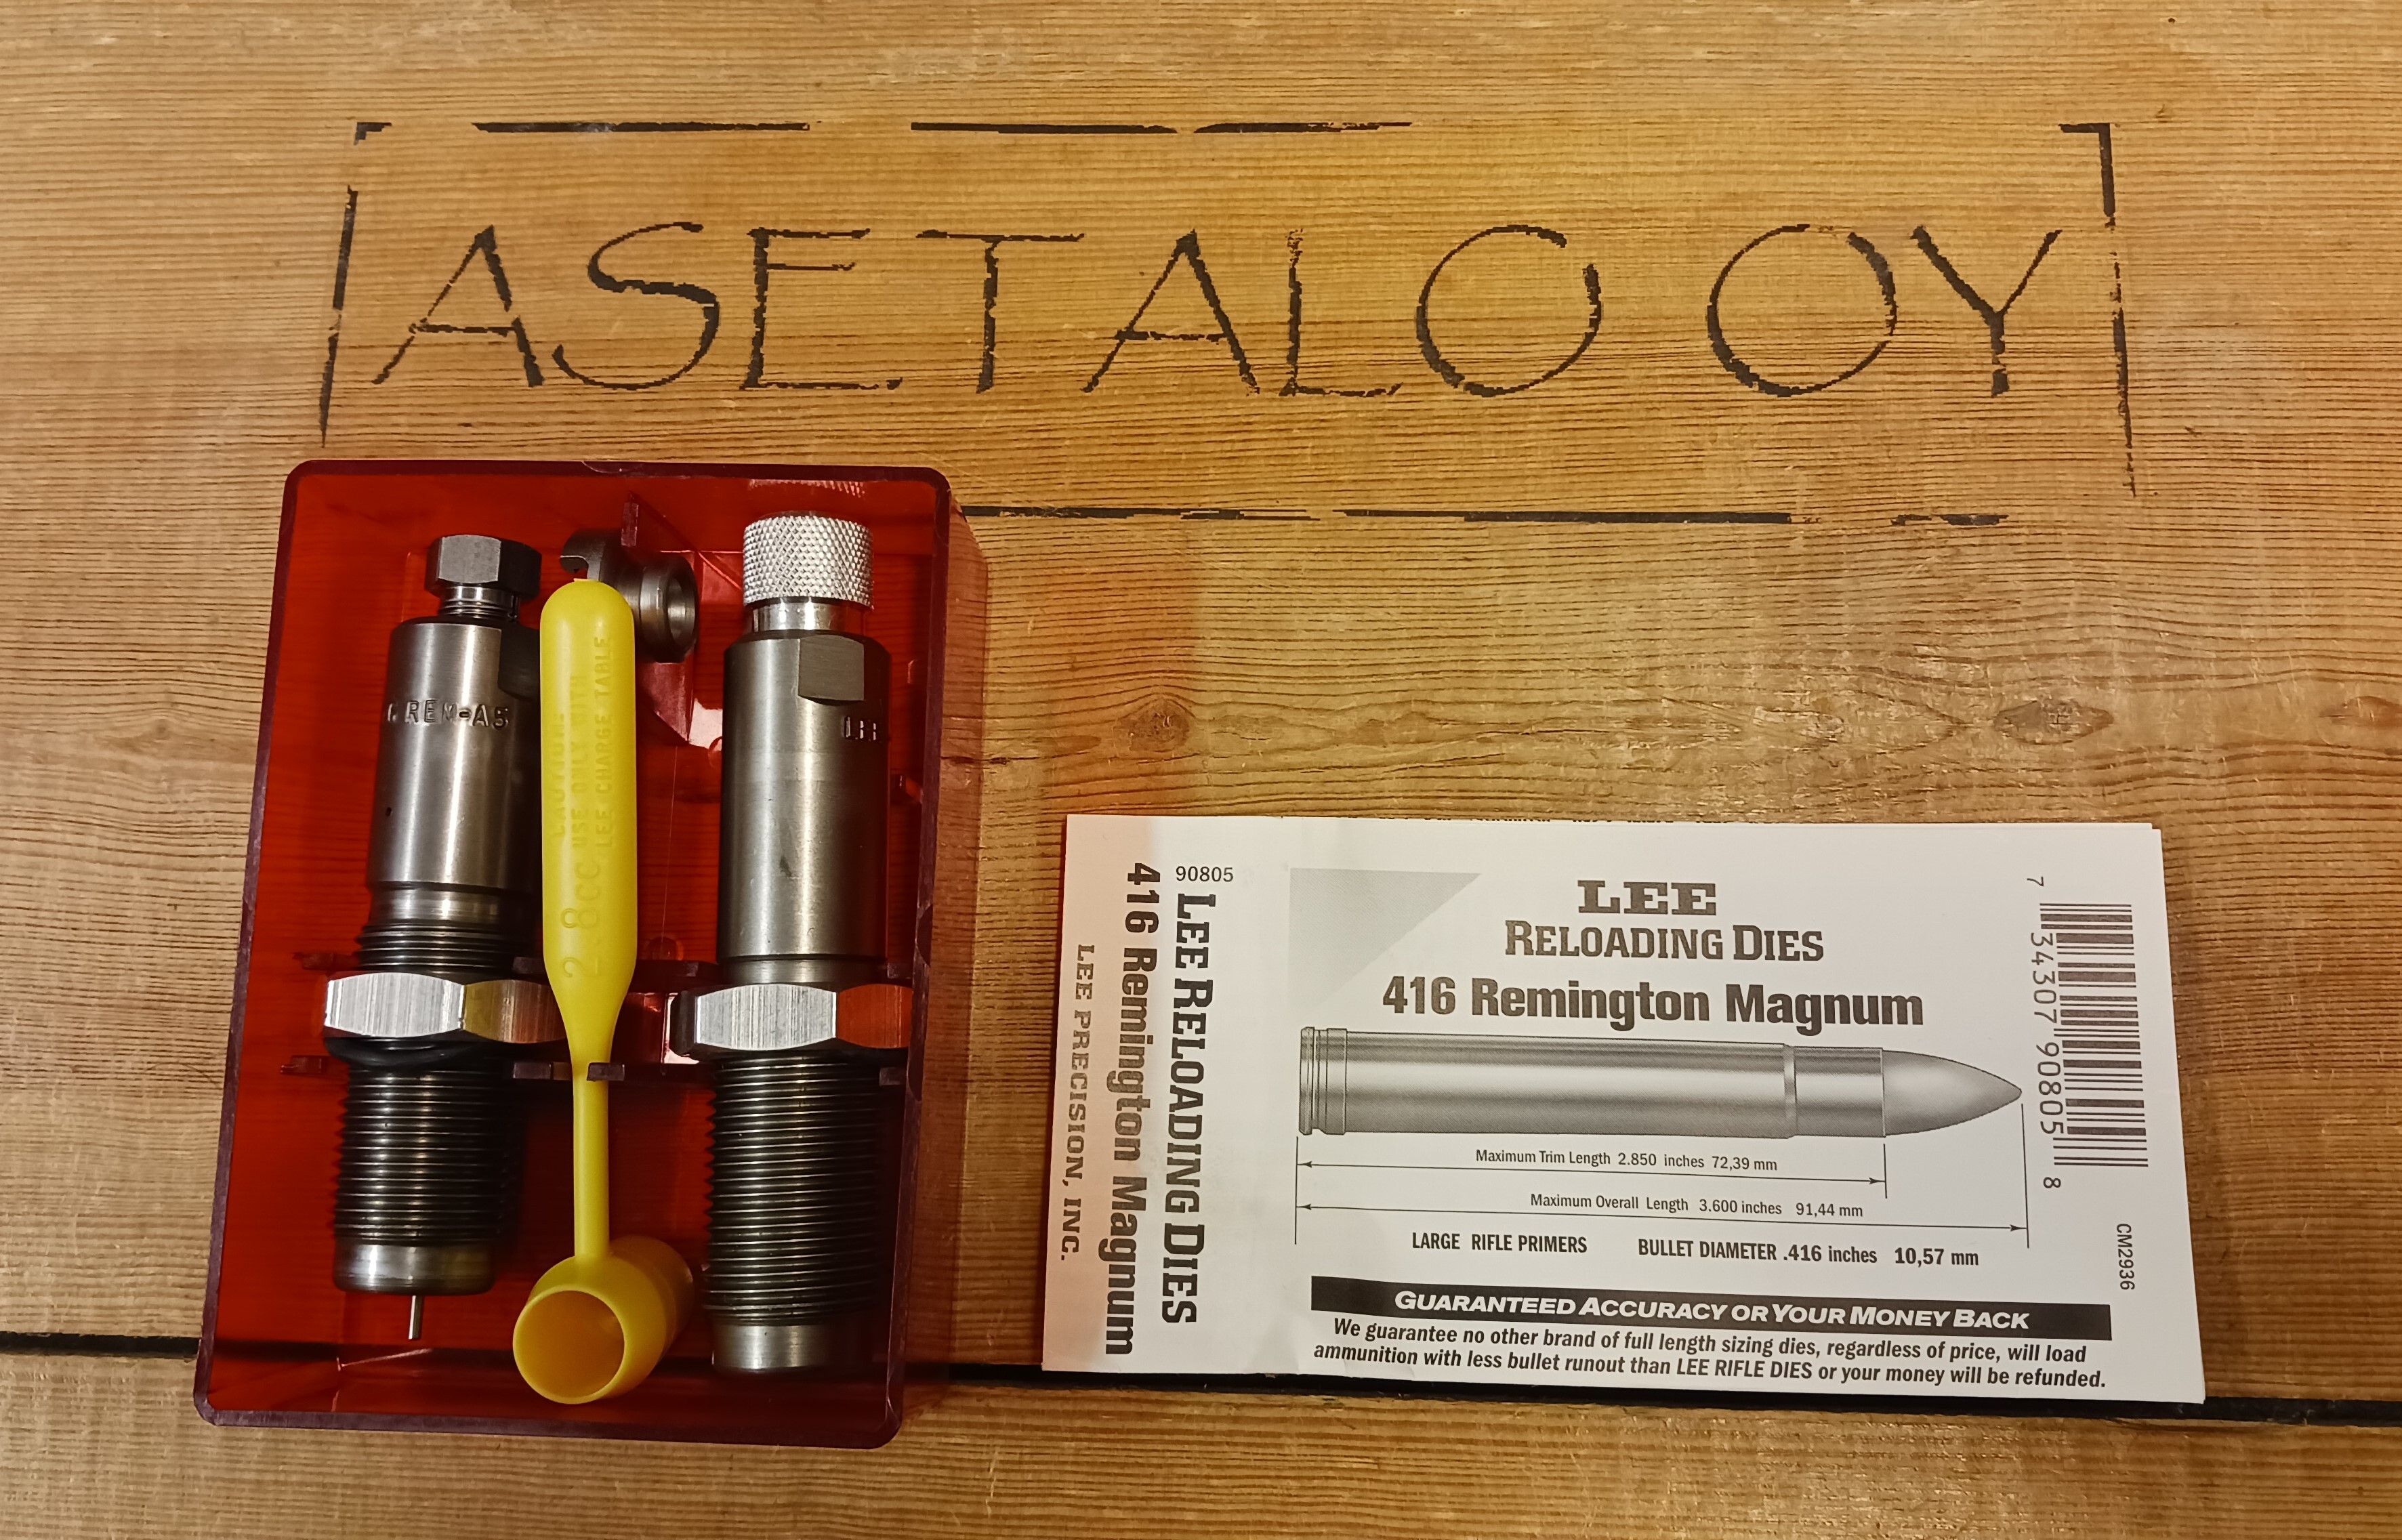 ASETALO OY
REM-AS
CAUTION
USE ONLY WITH
LEE CHARGE TABLE
2.8cc
90805
LEE RELOADING DIES
416 Remington Magnum
LEE PRECISION, INC.
LEE
RELOADING DIES
416 Remington Magnum
Maximum Trim Length 2.850 inches 72,39 mm
Maximum Overall Length 3.600 inches 91,44 mm
LARGE RIFLE PRIMERS BULLET DIAMETER .416 inches 10,57 mm
GUARANTEED ACCURACY OR YOUR MONEY BACK
We guarantee no other brand of full length sizing dies, regardless of price, will load
ammunition with less bullet runout than LEE RIFLE DIES or your money will be refunded.
7 34307 90805 8
CM2936